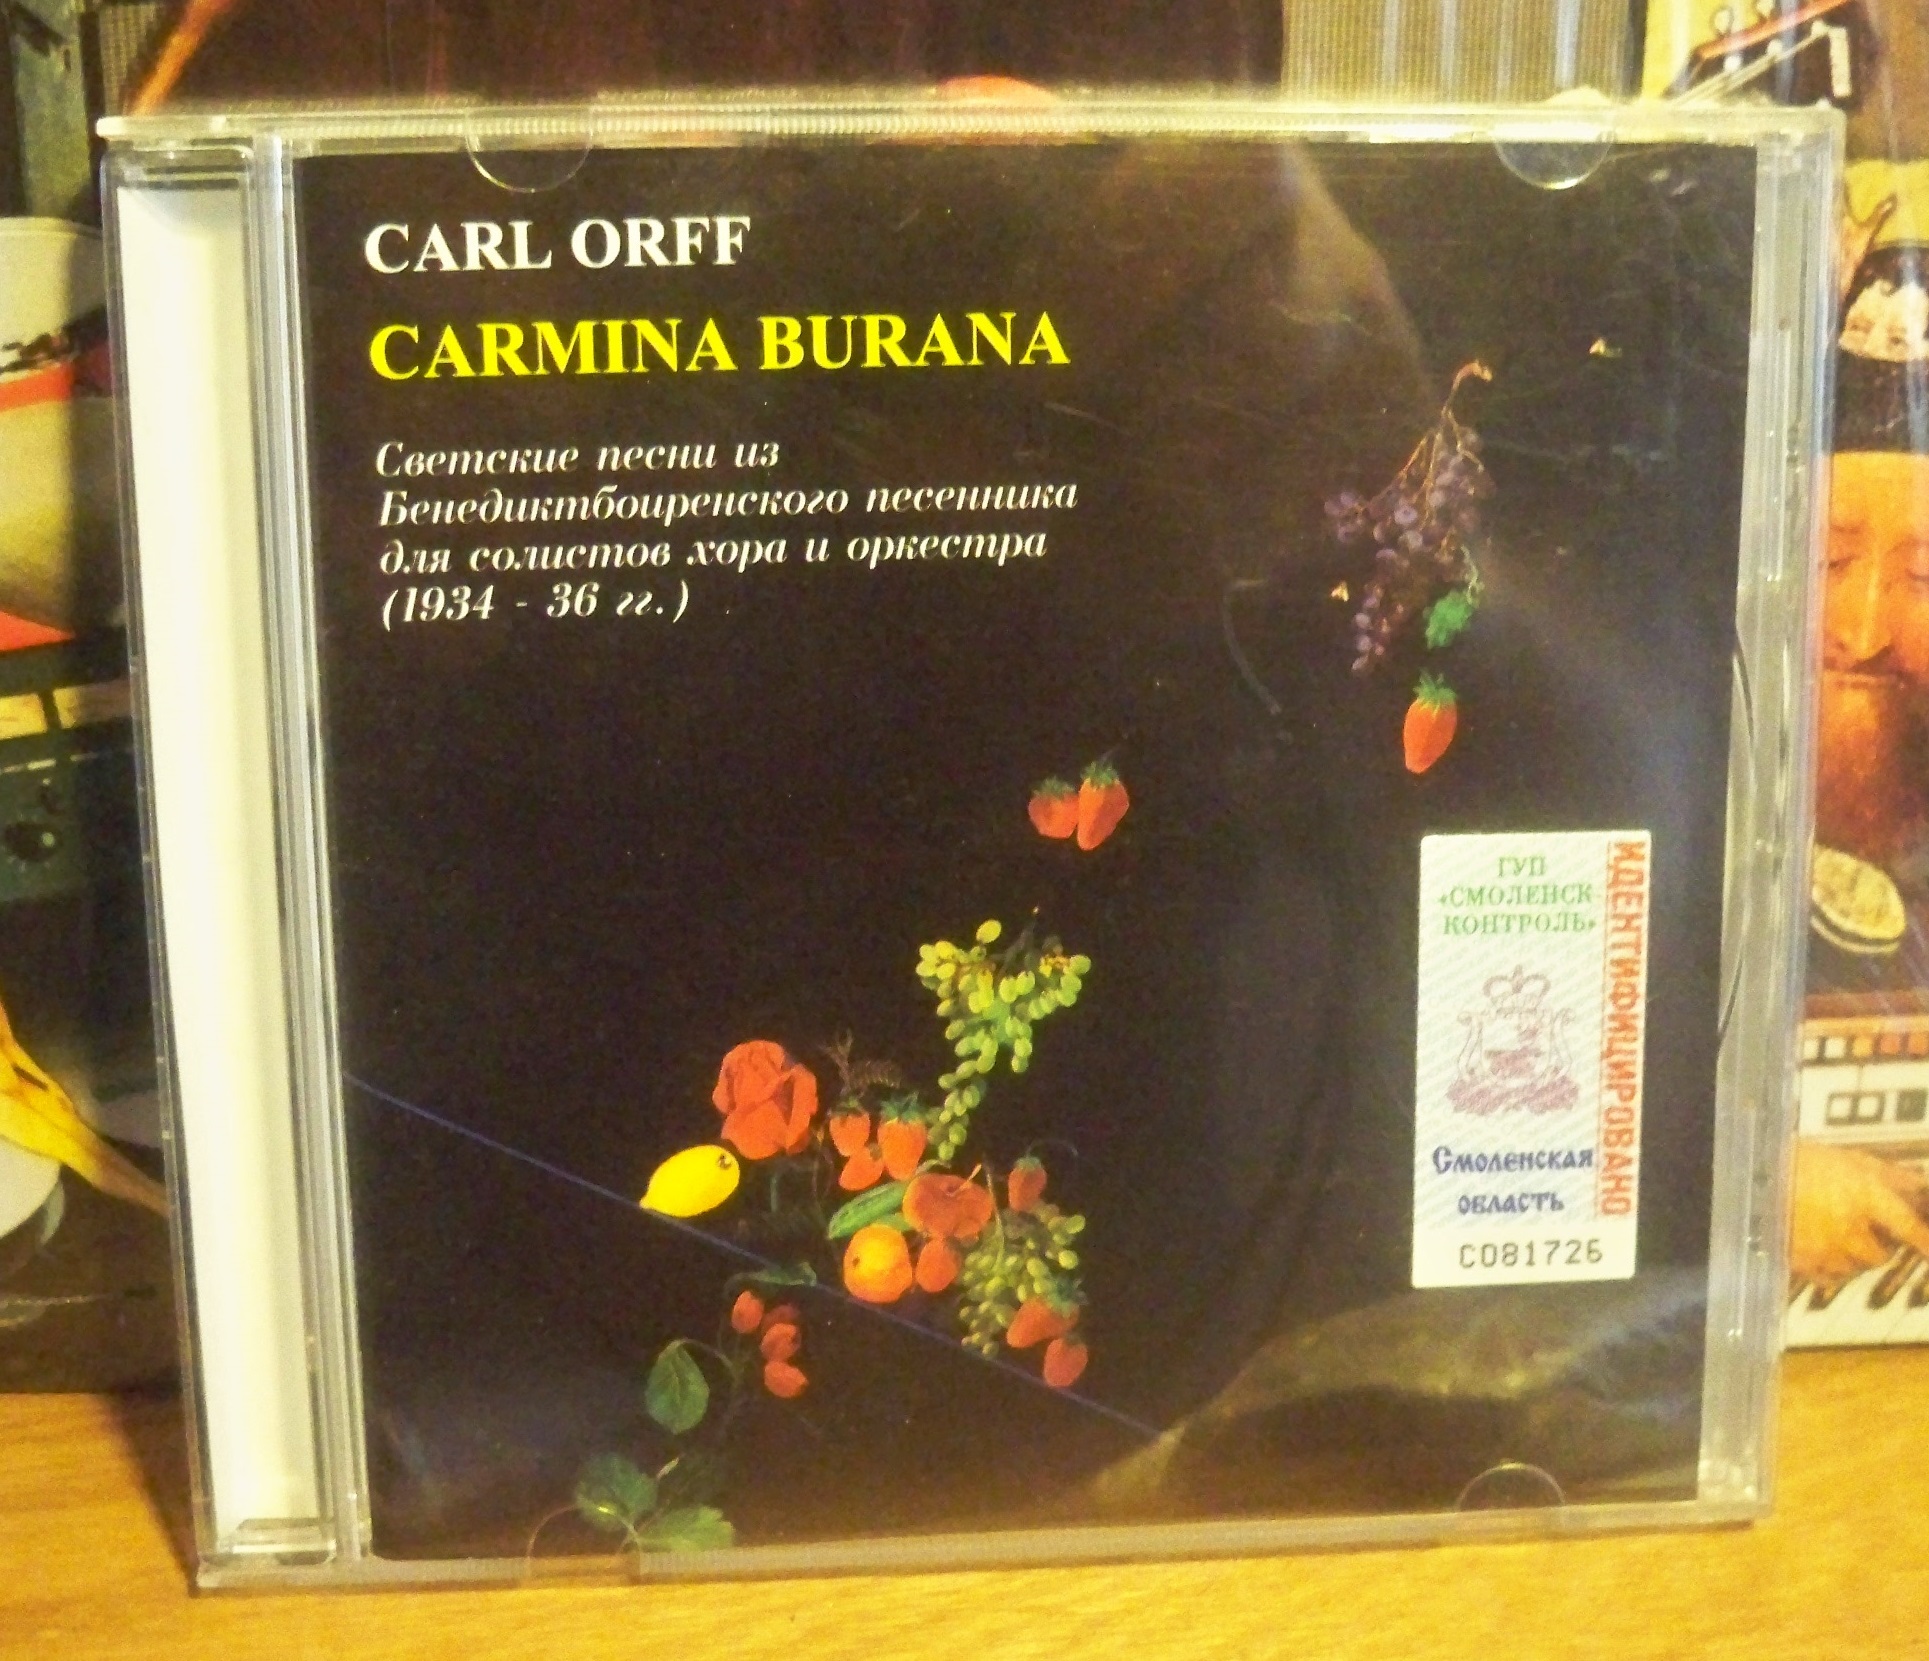 CARL ORFF
CARMINA BURANA
Светские песни из
Бенедиктбоиренского песенника
для солистов хора и оркестра
(1934 - 36 гг.)
ГУП
«СМОЛЕНСК
КОНТРОЛЬ»
ИДЕНТИФИЦИРОВАНО
Смоленская
область
С081726